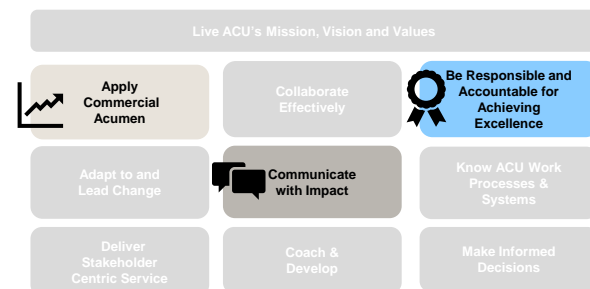 Live ACU's Mission, Vision and Values
Apply
Commercial
Acumen
Collaborate
Effectively
Be Responsible and
Accountable for
Achieving
Excellence
Adapt to and
Lead Change
Communicate
with Impact
Know ACU Work
Processes &
Systems
Deliver
Stakeholder
Centric Service
Coach &
Develop
Make Informed
Decisions